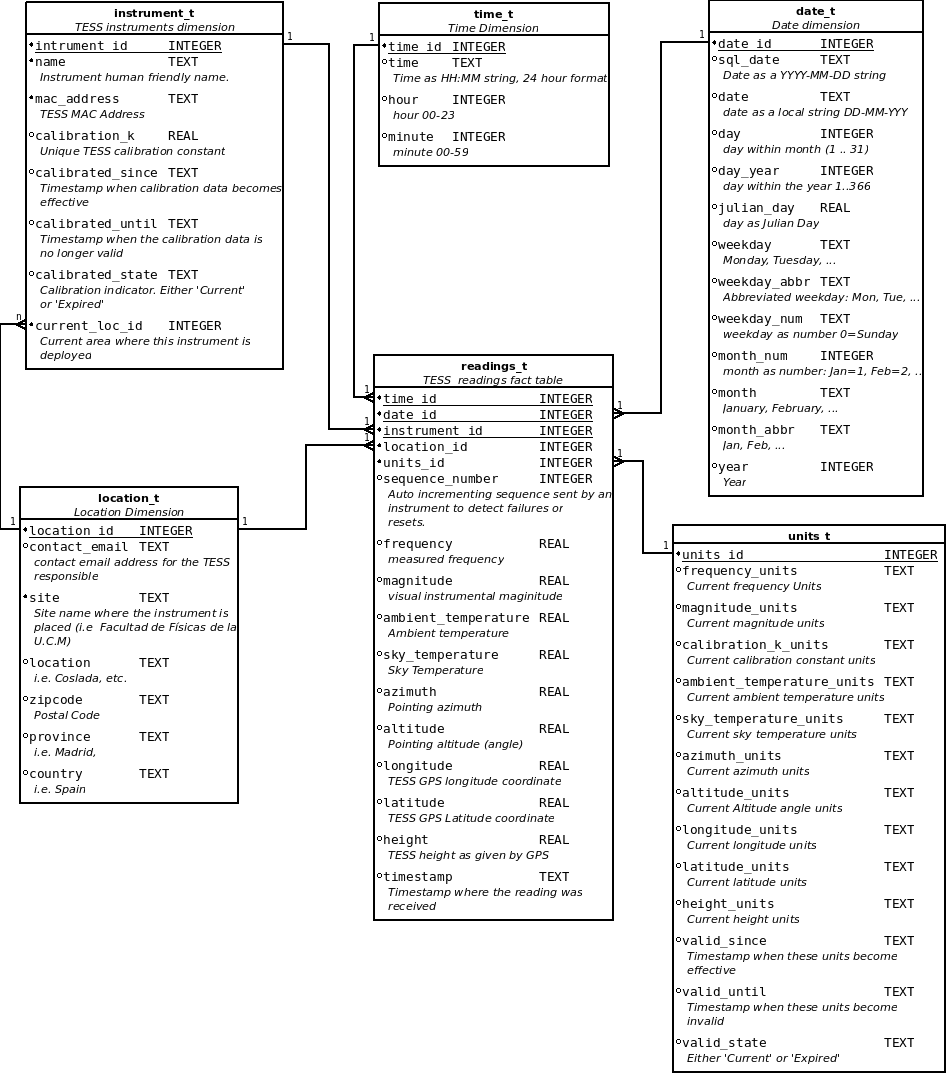 instrument_t
TESS instruments dimension
intrument_id INTEGER
name TEXT
Instrument human friendly name.
mac_address TEXT
TESS MAC Address
calibration_k REAL
Unique TESS calibration constant
calibrated_since TEXT
Timestamp when calibration data becomes
effective
calibrated_until TEXT
Timestamp when the calibration data is
no longer valid
calibrated_state TEXT
Calibration indicator. Either 'Current'
or 'Expired'
current_loc_id INTEGER
Current area where this instrument is
deployed
1
n
time_t
Time Dimension
time_id INTEGER
time TEXT
Time as HH:MM string, 24 hour format
hour INTEGER
hour 00-23
minute INTEGER
minute 00-59
1
date_t
Date dimension
date_id INTEGER
sql_date TEXT
Date as a YYYY-MM-DD string
date TEXT
date as a local string DD-MM-YYY
day INTEGER
day within month (1 .. 31)
day_year INTEGER
day within the year 1..366
julian_day REAL
day as Julian Day
weekday TEXT
Monday, Tuesday, ...
weekday_abbr TEXT
Abbreviated weekday: Mon, Tue, ...
weekday_num TEXT
weekday as number 0=Sunday
month_num INTEGER
month as number: Jan=1, Feb=2, ..
month TEXT
January, February, ...
month_abbr TEXT
Jan, Feb, ...
year INTEGER
Year
1
readings_t
TESS readings fact table
time_id INTEGER
date_id INTEGER
instrument_id INTEGER
location_id INTEGER
units_id INTEGER
sequence_number INTEGER
Auto incrementing sequence sent by an
instrument to detect failures or
resets.
frequency REAL
measured frequency
magnitude REAL
visual instrumental maginitude
ambient_temperature REAL
Ambient temperature
sky_temperature REAL
Sky Temperature
azimuth REAL
Pointing azimuth
altitude REAL
Pointing altitude (angle)
longitude REAL
TESS GPS longitude coordinate
latitude REAL
TESS GPS Latitude coordinate
height REAL
TESS height as given by GPS
timestamp TEXT
Timestamp where the reading was
received
1
1
1
1
1
location_t
Location Dimension
location_id INTEGER
contact_email TEXT
contact email address for the TESS
responsible
site TEXT
Site name where the instrument is
placed (i.e Facultad de Físicas de la
U.C.M)
location TEXT
i.e. Coslada, etc.
zipcode TEXT
Postal Code
province TEXT
i.e. Madrid,
country TEXT
i.e. Spain
1
1
units_t
units_id INTEGER
frequency_units TEXT
Current frequency Units
magnitude_units TEXT
Current magnitude units
calibration_k_units TEXT
Current calibration constant units
ambient_temperature_units TEXT
Current ambient temperature units
sky_temperature_units TEXT
Current sky temperature units
azimuth_units TEXT
Current azimuth units
altitude_units TEXT
Current Altitude angle units
longitude_units TEXT
Current longitude units
latitude_units TEXT
Current latitude units
height_units TEXT
Current height units
valid_since TEXT
Timestamp when these units become
effective
valid_until TEXT
Timestamp when these units become
invalid
valid_state TEXT
Either 'Current' or 'Expired'
1